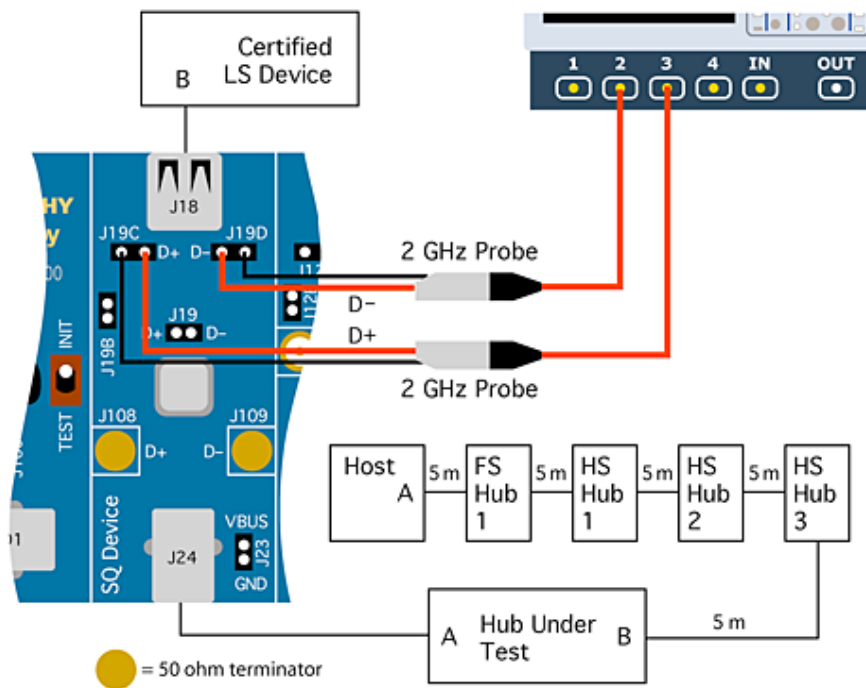 Certified
LS Device
B
1 2 3 4 IN OUT
HY
J18
J19C D+ D- J19D
2 GHz Probe
00
J12
D-
D+
J19
D+ D-
J19B
INIT
TEST
2 GHz Probe
J108 J109
D+ D-
Host
A
5 m
FS
Hub
1
5 m
HS
Hub
1
5 m
HS
Hub
2
5 m
HS
Hub
3
SQ Device
VBUS
J23
GND
J24
A
Hub Under
Test
B
5 m
= 50 ohm terminator